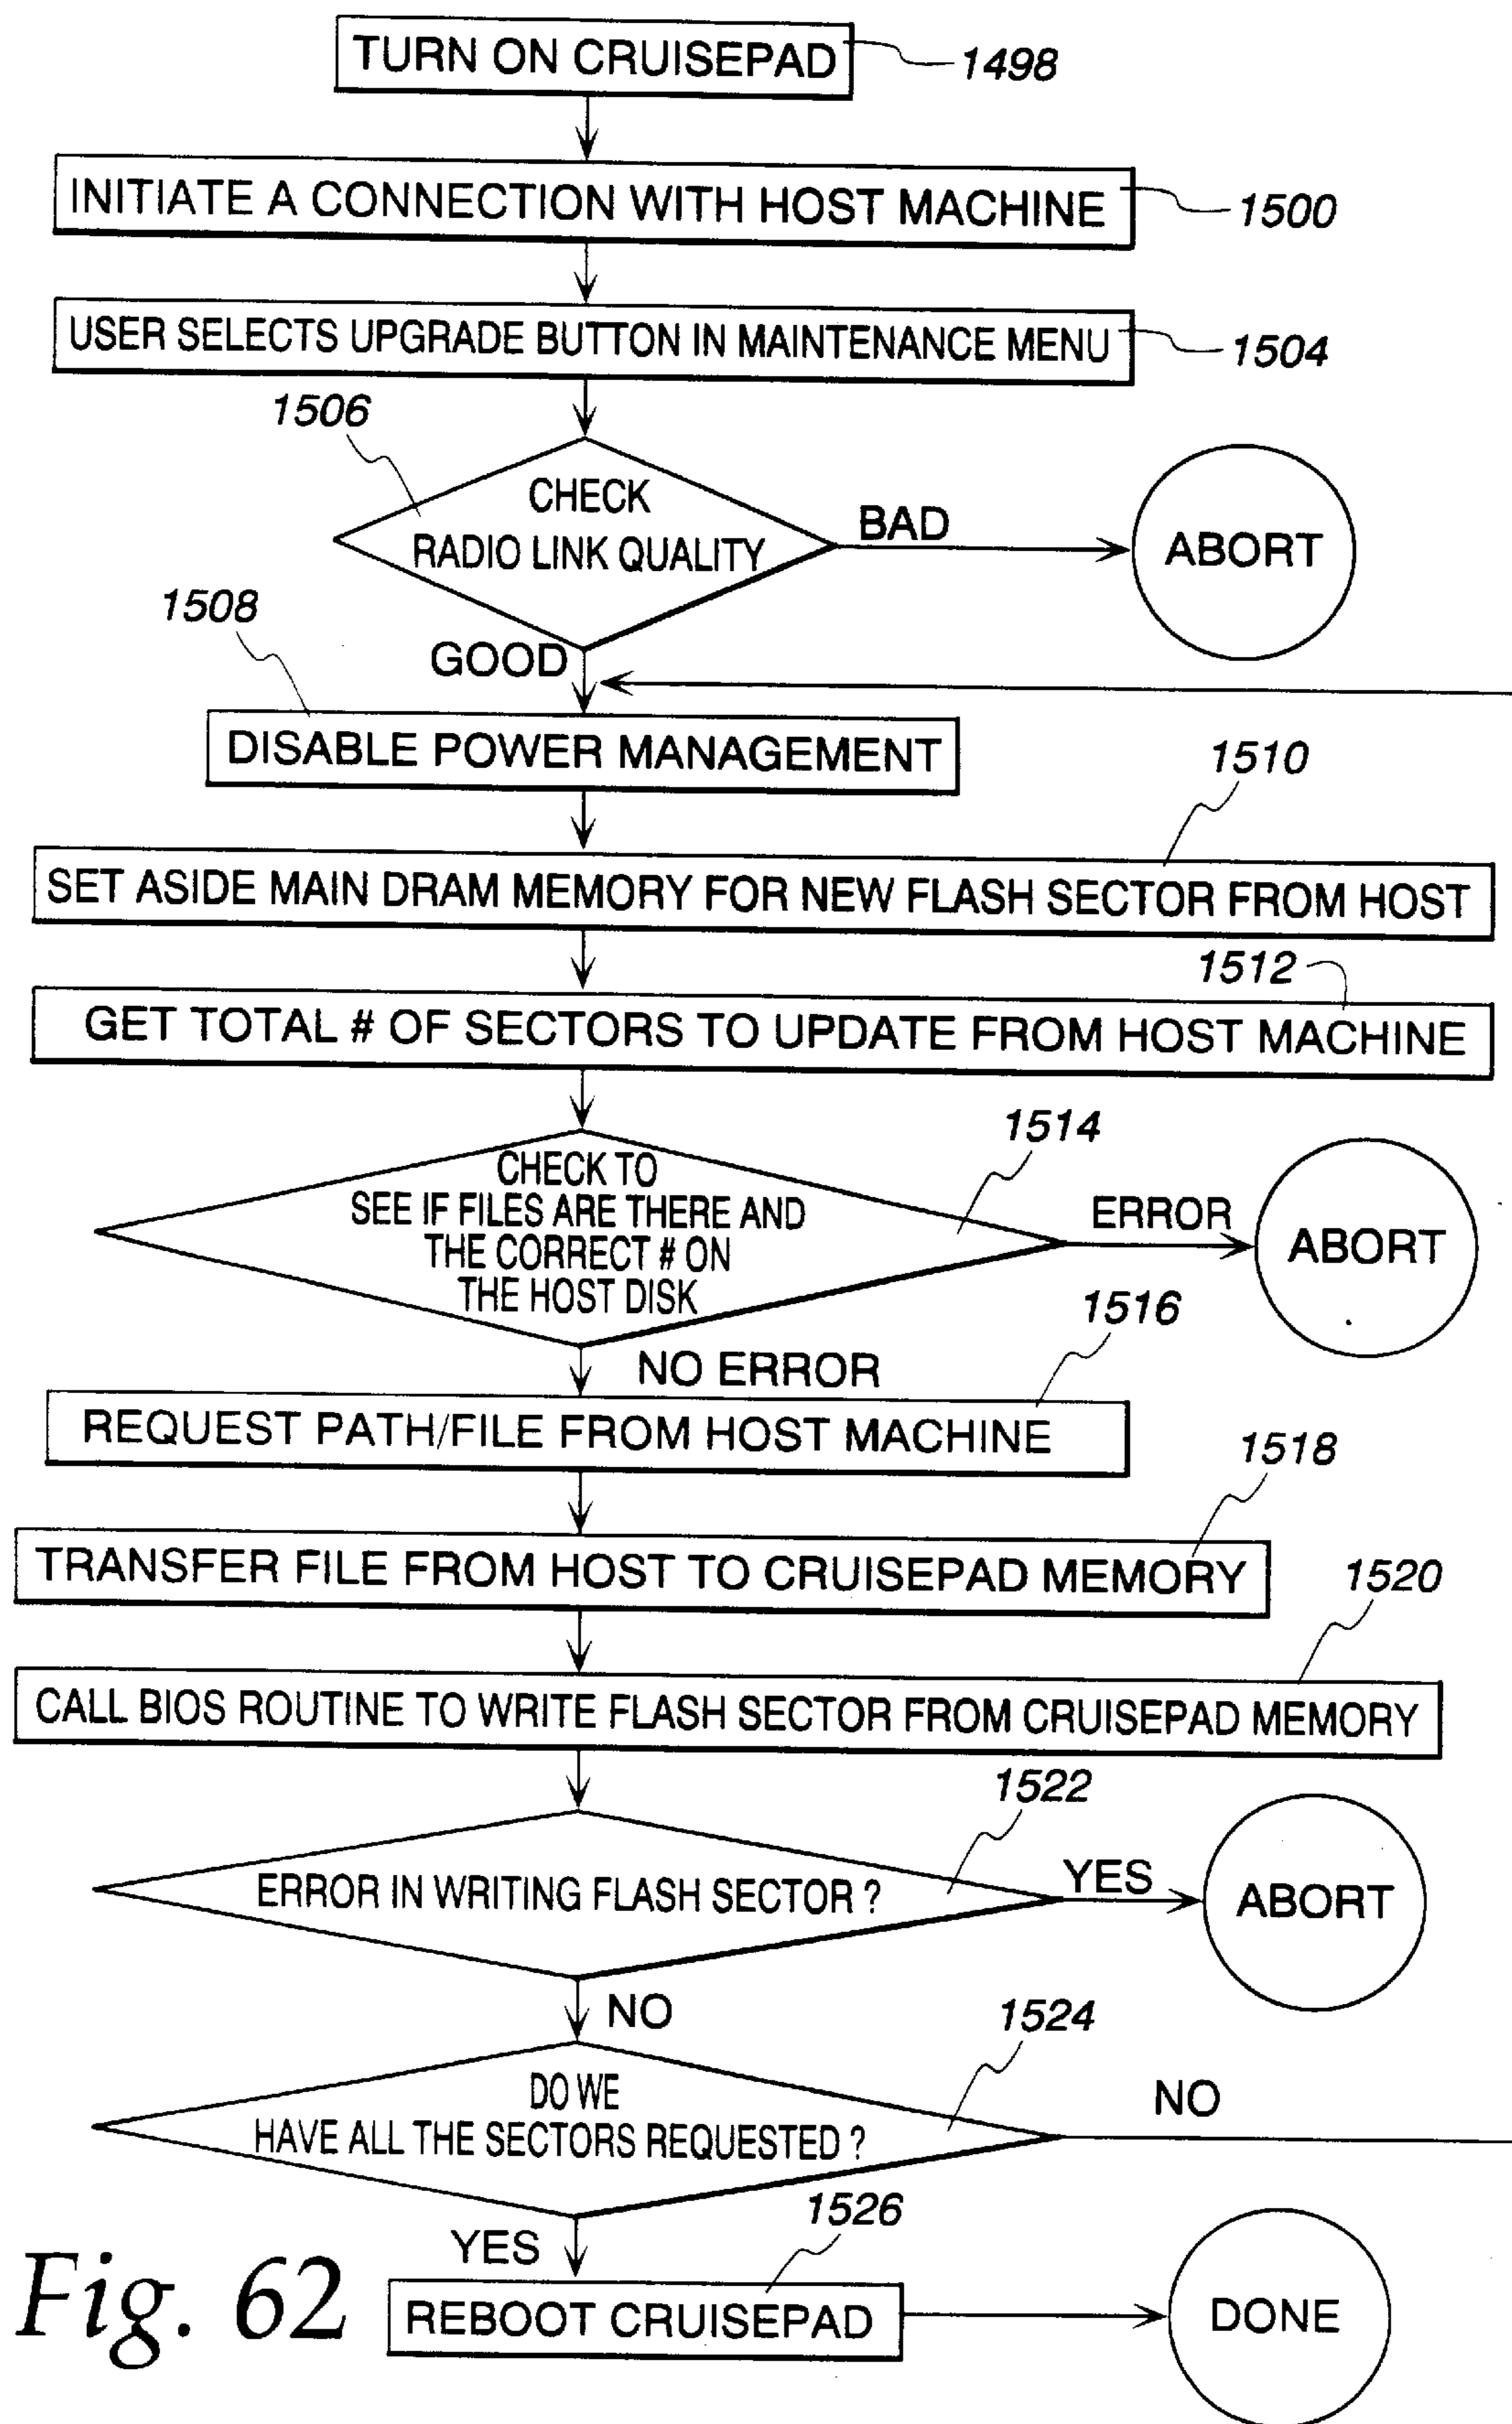 TURN ON CRUISEPAD
1498
INITIATE A CONNECTION WITH HOST MACHINE
1500
USER SELECTS UPGRADE BUTTON IN MAINTENANCE MENU
1504
1506
CHECK
RADIO LINK QUALITY
BAD
ABORT
1508
GOOD
DISABLE POWER MANAGEMENT
1510
SET ASIDE MAIN DRAM MEMORY FOR NEW FLASH SECTOR FROM HOST
1512
GET TOTAL # OF SECTORS TO UPDATE FROM HOST MACHINE
1514
CHECK TO
SEE IF FILES ARE THERE AND
THE CORRECT # ON
THE HOST DISK
ERROR
ABORT
1516
NO ERROR
REQUEST PATH/FILE FROM HOST MACHINE
1518
TRANSFER FILE FROM HOST TO CRUISEPAD MEMORY
1520
CALL BIOS ROUTINE TO WRITE FLASH SECTOR FROM CRUISEPAD MEMORY
1522
ERROR IN WRITING FLASH SECTOR ?
YES
ABORT
NO
1524
DO WE
HAVE ALL THE SECTORS REQUESTED ?
NO
1526
YES
REBOOT CRUISEPAD
DONE
Fig. 62